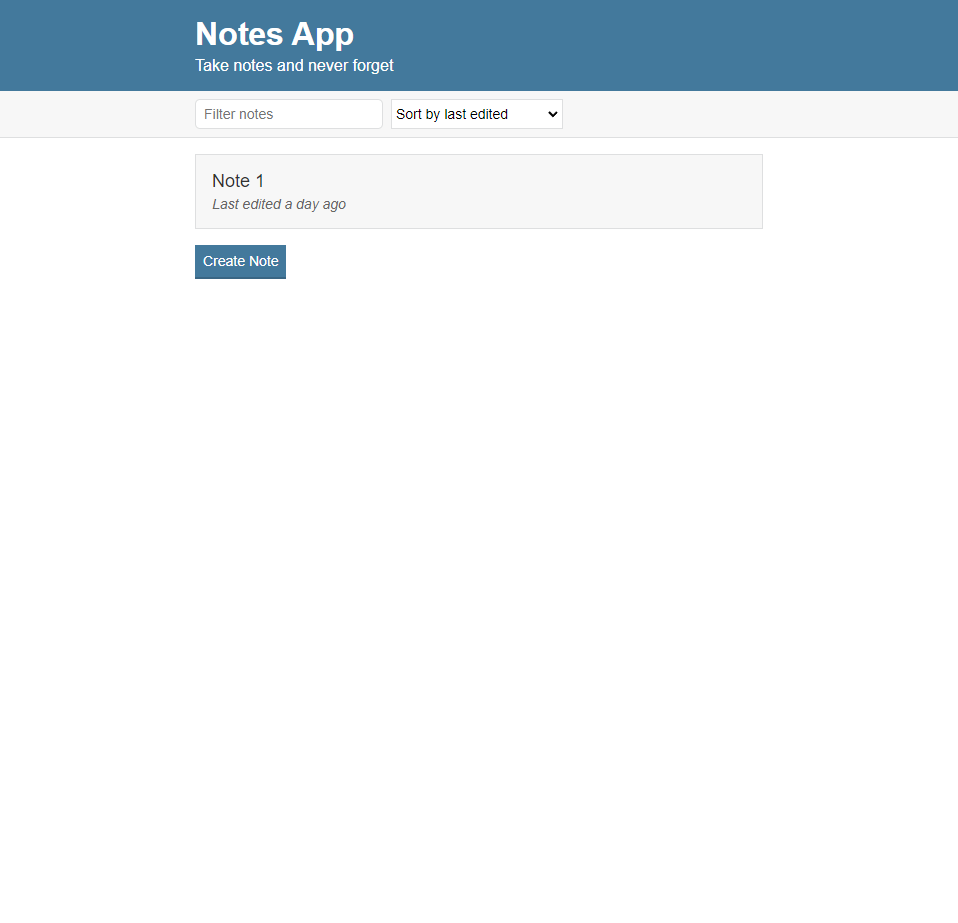 Notes App
Take notes and never forget
Filter notes
Sort by last edited
Note 1
Last edited a day ago
Create Note